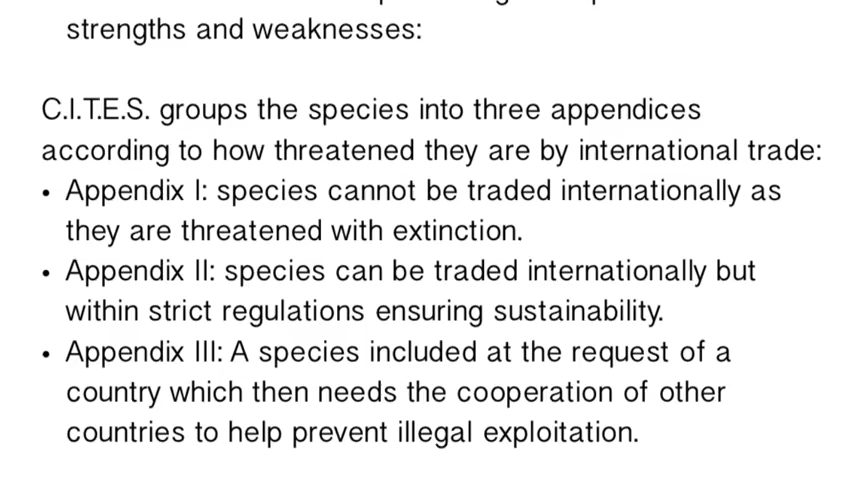 strengths and weaknesses:
C.I.T.E.S. groups the species into three appendices
according to how threatened they are by international trade:
• Appendix I: species cannot be traded internationally as
they are threatened with extinction.
• Appendix II: species can be traded internationally but
within strict regulations ensuring sustainability.
• Appendix III: A species included at the request of a
country which then needs the cooperation of other
countries to help prevent illegal exploitation.